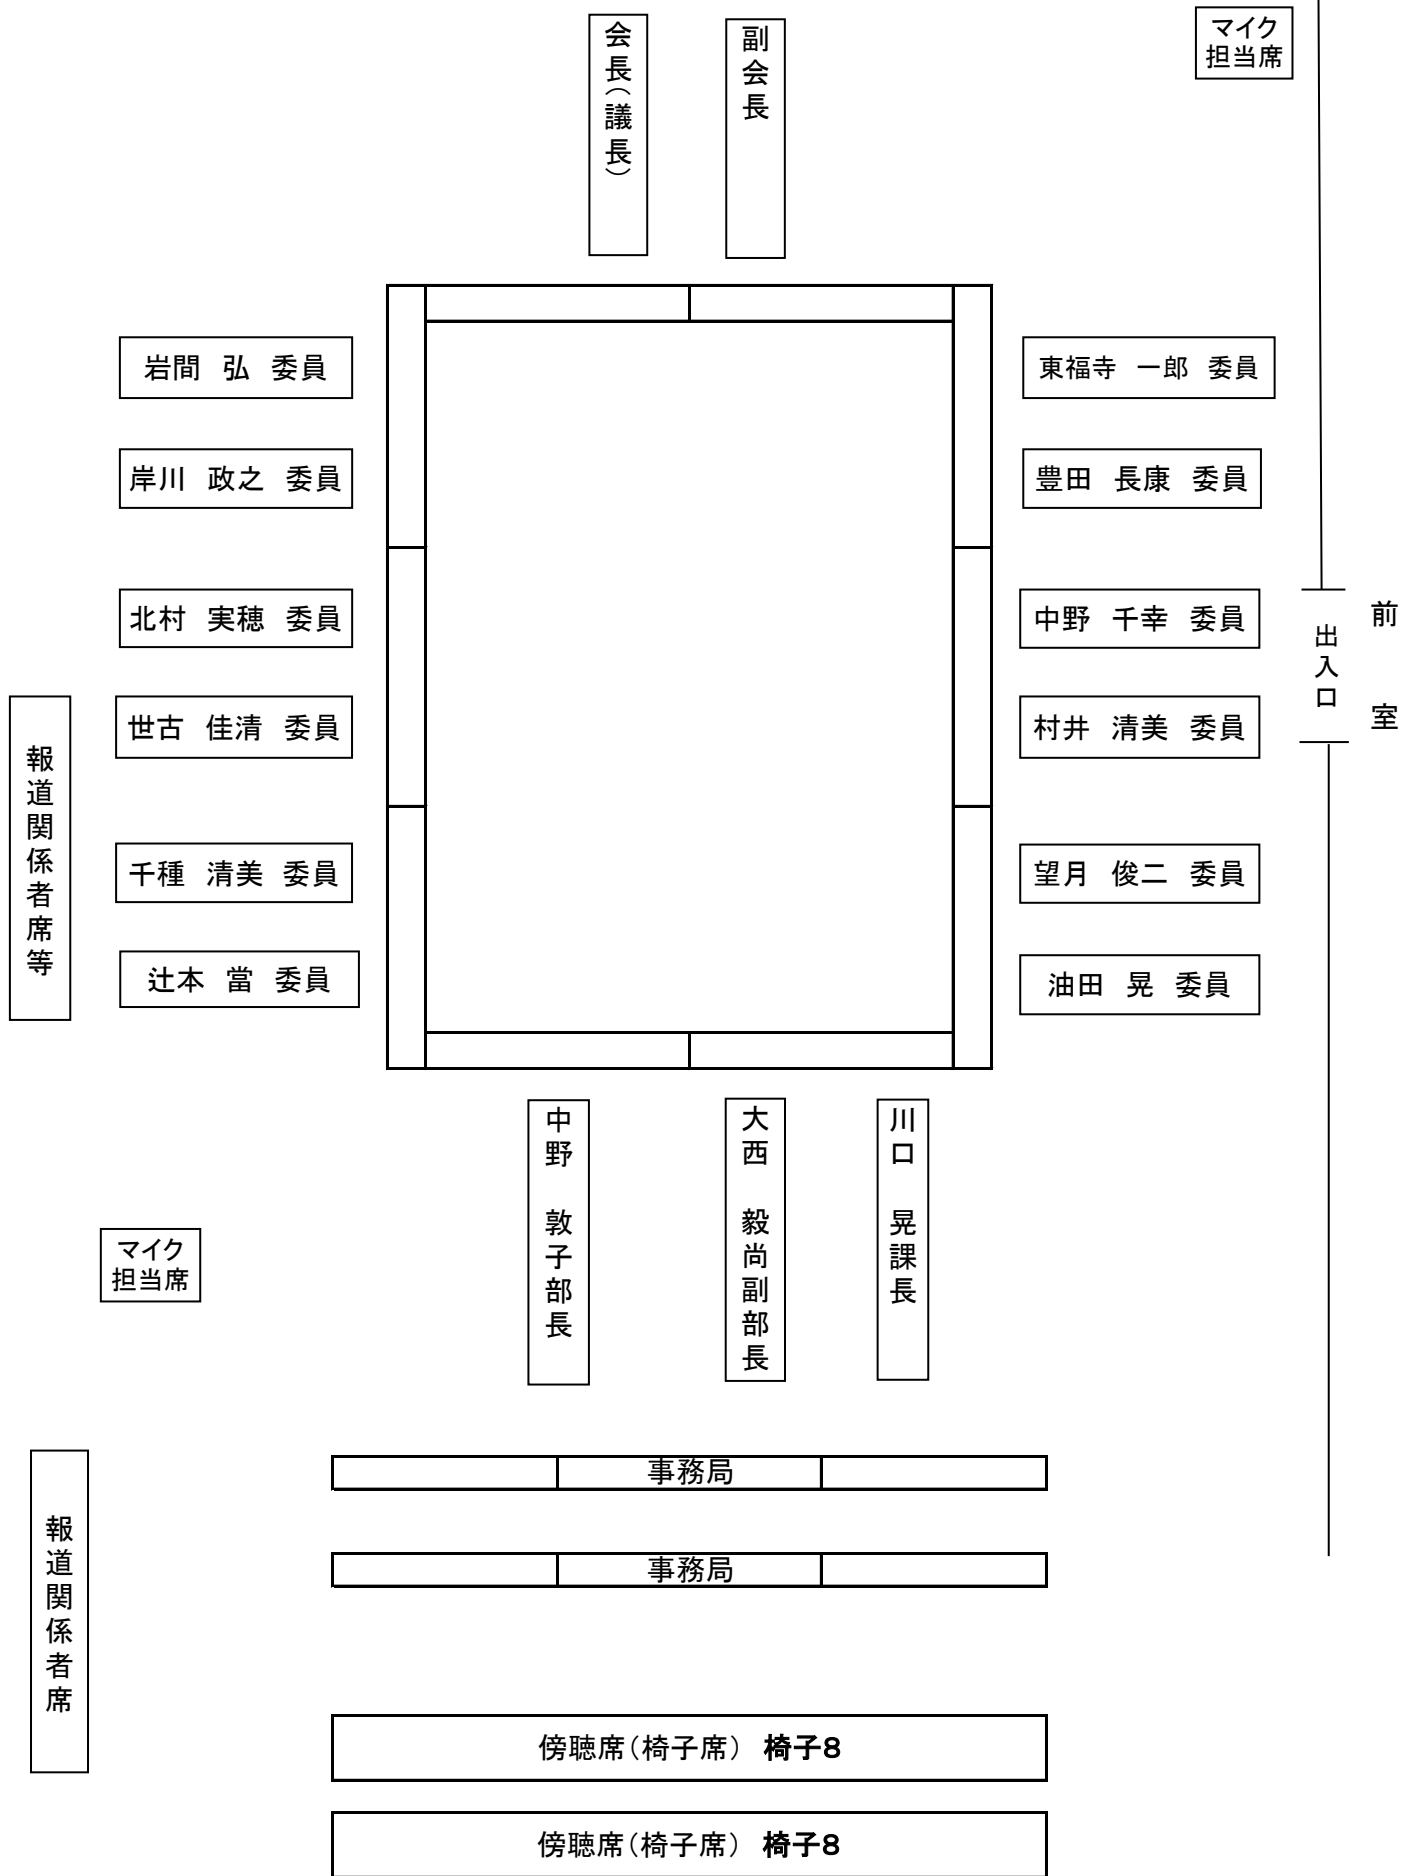 会長（議長）
副会長
マイク
担当席
岩間　弘　委員
東福寺　一郎　委員
岸川　政之　委員
豊田　長康　委員
北村　実穂　委員
中野　千幸　委員
出入口
前室
世古　佳清　委員
村井　清美　委員
報道関係者席等
千種　清美　委員
望月　俊二　委員
辻本　當　委員
油田　晃　委員
中野　敦子部長
大西　毅尚副部長
川口　晃課長
マイク
担当席
事務局
事務局
報道関係者席
傍聴席（椅子席）　椅子８
傍聴席（椅子席）　椅子８